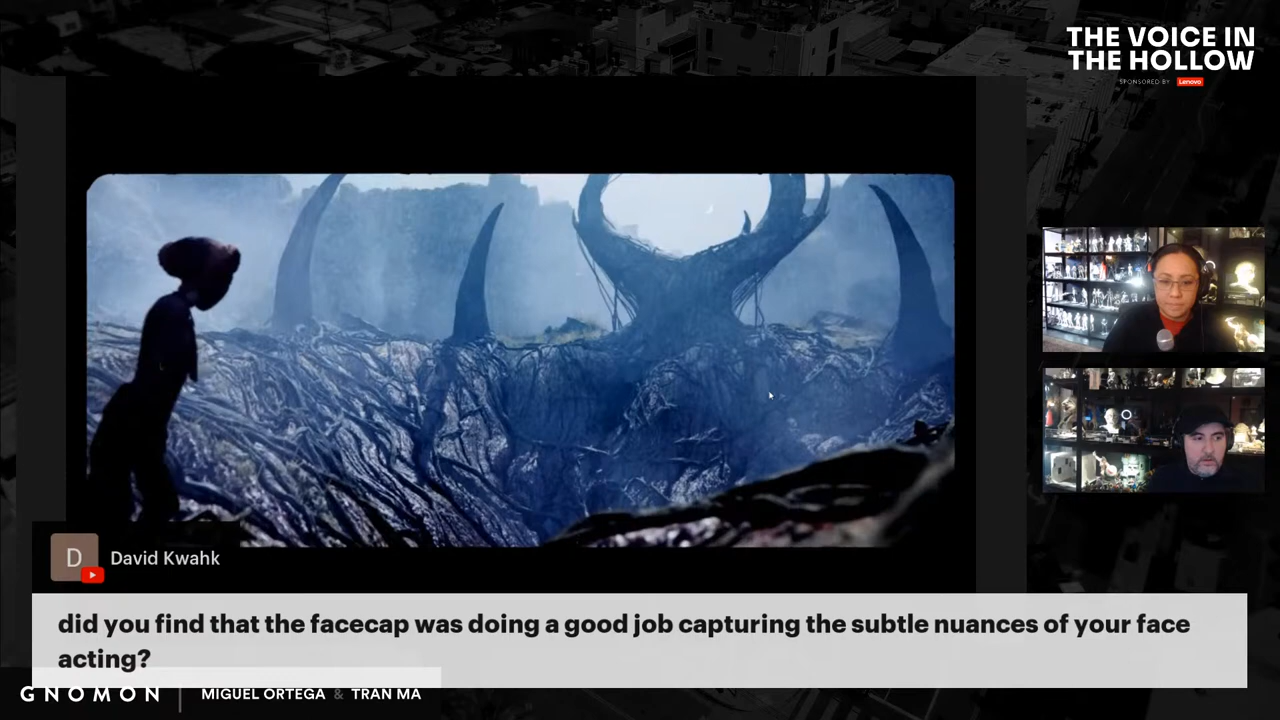 THE VOICE IN
THE HOLLOW
SPONSORED BY Lenovo
D
David Kwahk
did you find that the facecap was doing a good job capturing the subtle nuances of your face
acting?
GNOMON
MIGUEL ORTEGA & TRAN MA